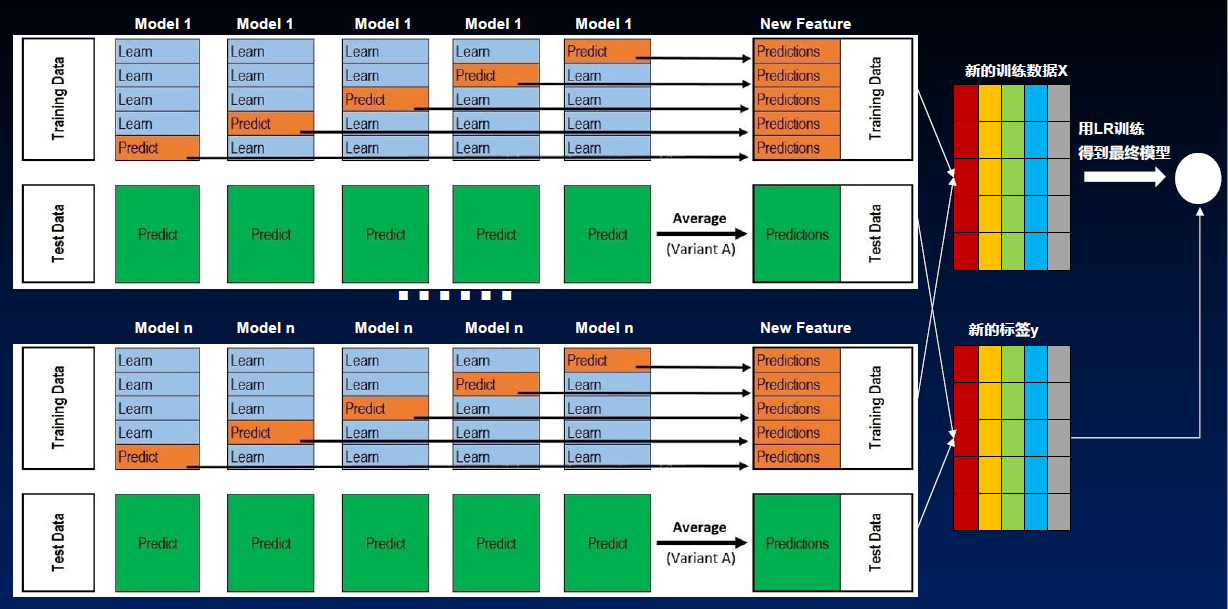 Model 1 Model 1 Model 1 Model 1 Model 1 New Feature
Training Data
Learn Learn Learn Learn Predict Predictions
Learn Learn Learn Predict Learn Predictions
Learn Learn Predict Learn Learn Predictions
Learn Predict Learn Learn Learn Predictions
Predict Learn Learn Learn Learn Predictions
Training Data
Test Data
Predict Predict Predict Predict Predict
Average
(Variant A)
Predictions
Test Data
Model n Model n Model n Model n Model n New Feature
Training Data
Learn Learn Learn Learn Predict Predictions
Learn Learn Learn Predict Learn Predictions
Learn Learn Predict Learn Learn Predictions
Learn Predict Learn Learn Learn Predictions
Predict Learn Learn Learn Learn Predictions
Training Data
Test Data
Predict Predict Predict Predict Predict
Average
(Variant A)
Predictions
Test Data
新的训练数据X
用LR训练
得到最终模型
新的标签y